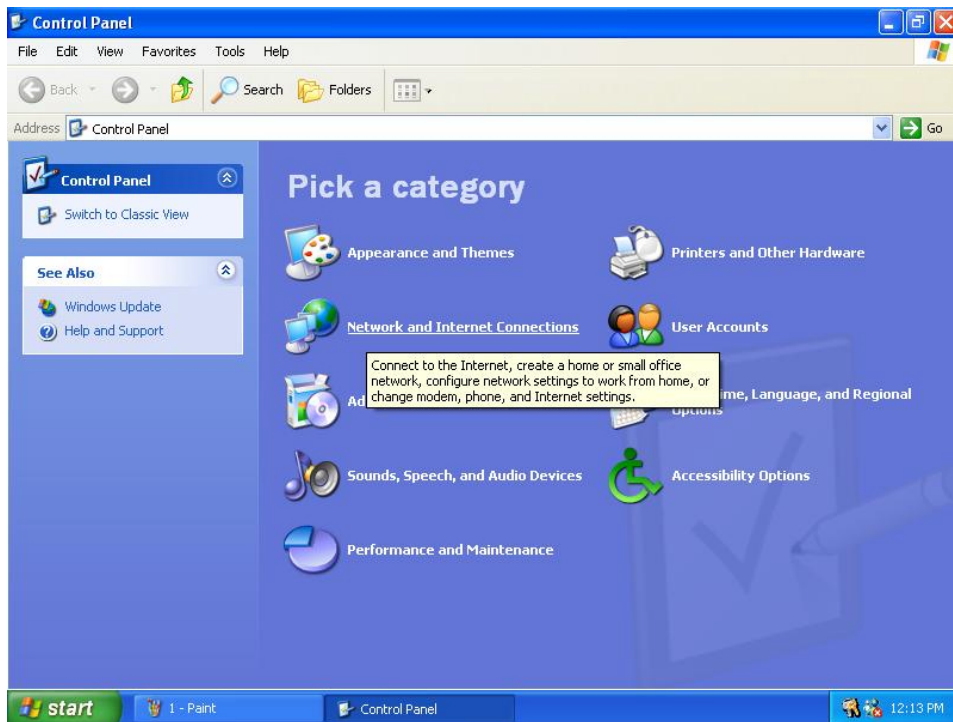 Control Panel
File Edit View Favorites Tools Help
Back Search Folders
Address Control Panel Go
Control Panel
Switch to Classic View
See Also
Windows Update
Help and Support
Pick a category
Appearance and Themes
Printers and Other Hardware
Network and Internet Connections
User Accounts
Connect to the Internet, create a home or small office
network, configure network settings to work from home, or
change modem, phone, and Internet settings.
Language, and Regional
Options
Sounds, Speech, and Audio Devices
Accessibility Options
Performance and Maintenance
start 1 - Paint Control Panel 12:13 PM